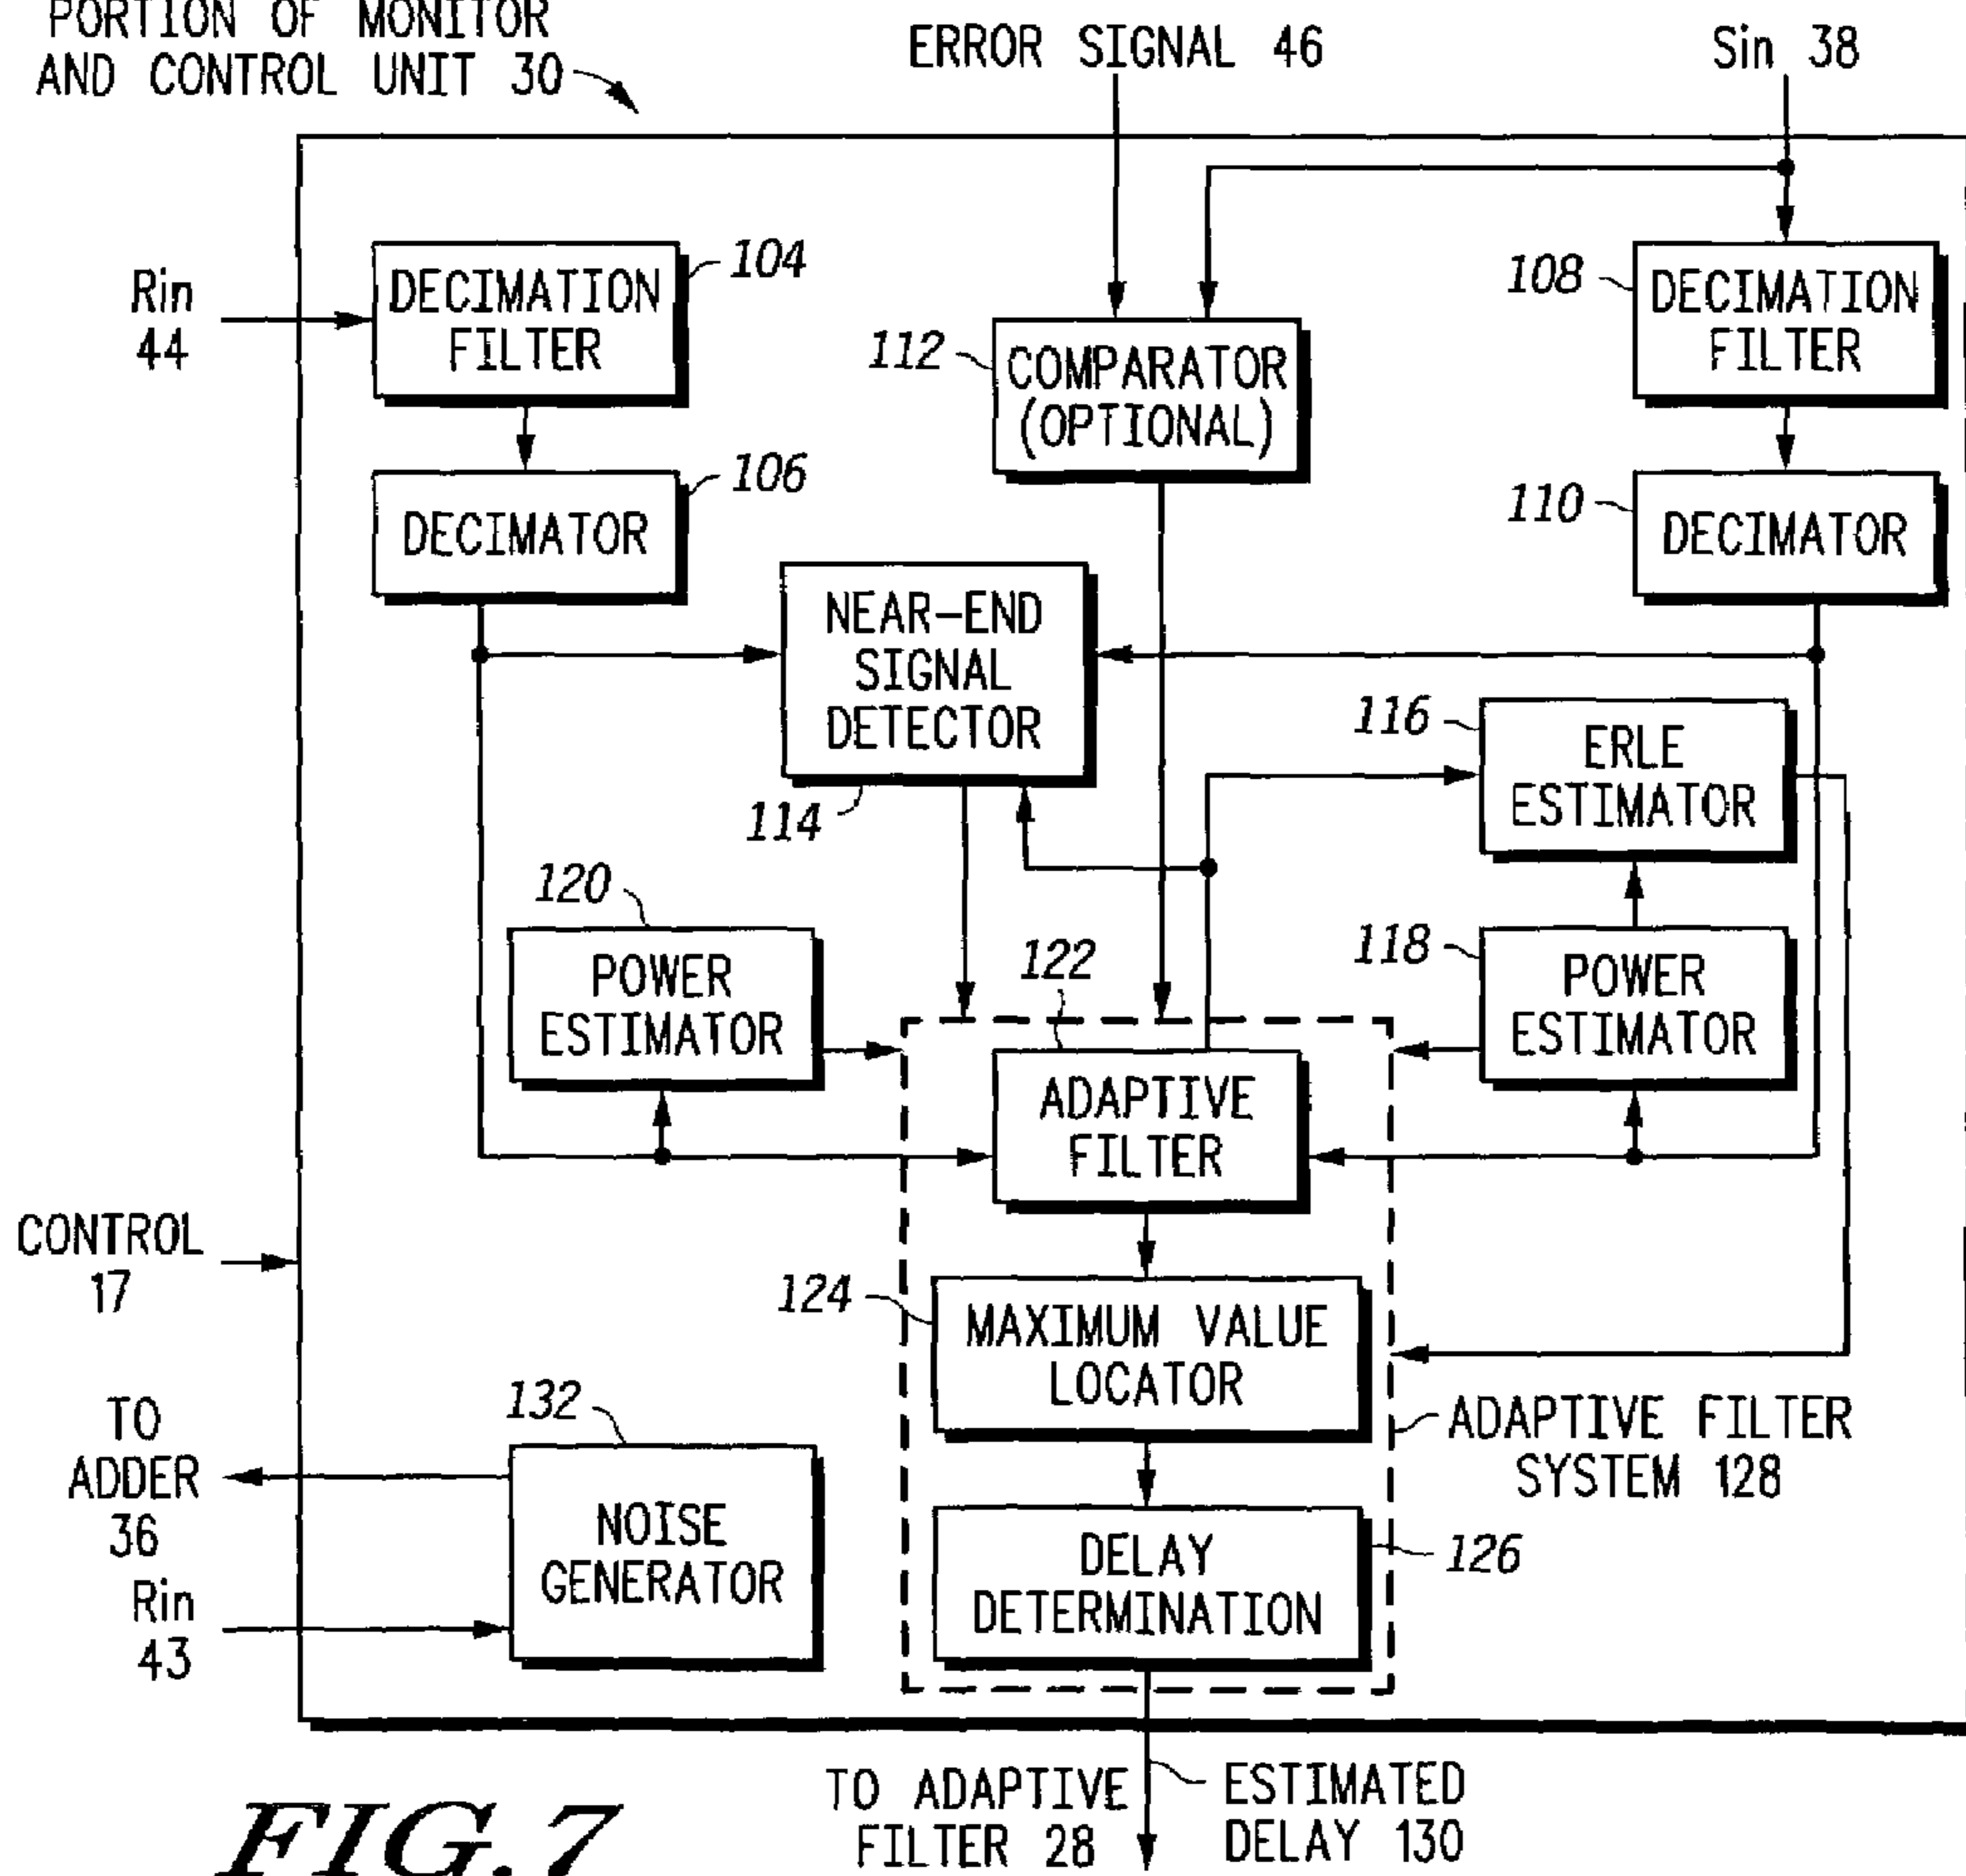 PORTION OF MONITOR
AND CONTROL UNIT 30
ERROR SIGNAL 46
Sin 38
Rin
44
DECIMATION
FILTER
104
DECIMATOR
106
112
COMPARATOR
(OPTIONAL)
108
DECIMATION
FILTER
110
DECIMATOR
NEAR-END
SIGNAL
DETECTOR
114
116
ERLE
ESTIMATOR
120
POWER
ESTIMATOR
122
118
POWER
ESTIMATOR
ADAPTIVE
FILTER
CONTROL
17
124
MAXIMUM VALUE
LOCATOR
ADAPTIVE FILTER
SYSTEM 128
TO
ADDER
36
132
NOISE
GENERATOR
Rin
43
DELAY
DETERMINATION
126
TO ADAPTIVE
FILTER 28
ESTIMATED
DELAY 130
FIG.7